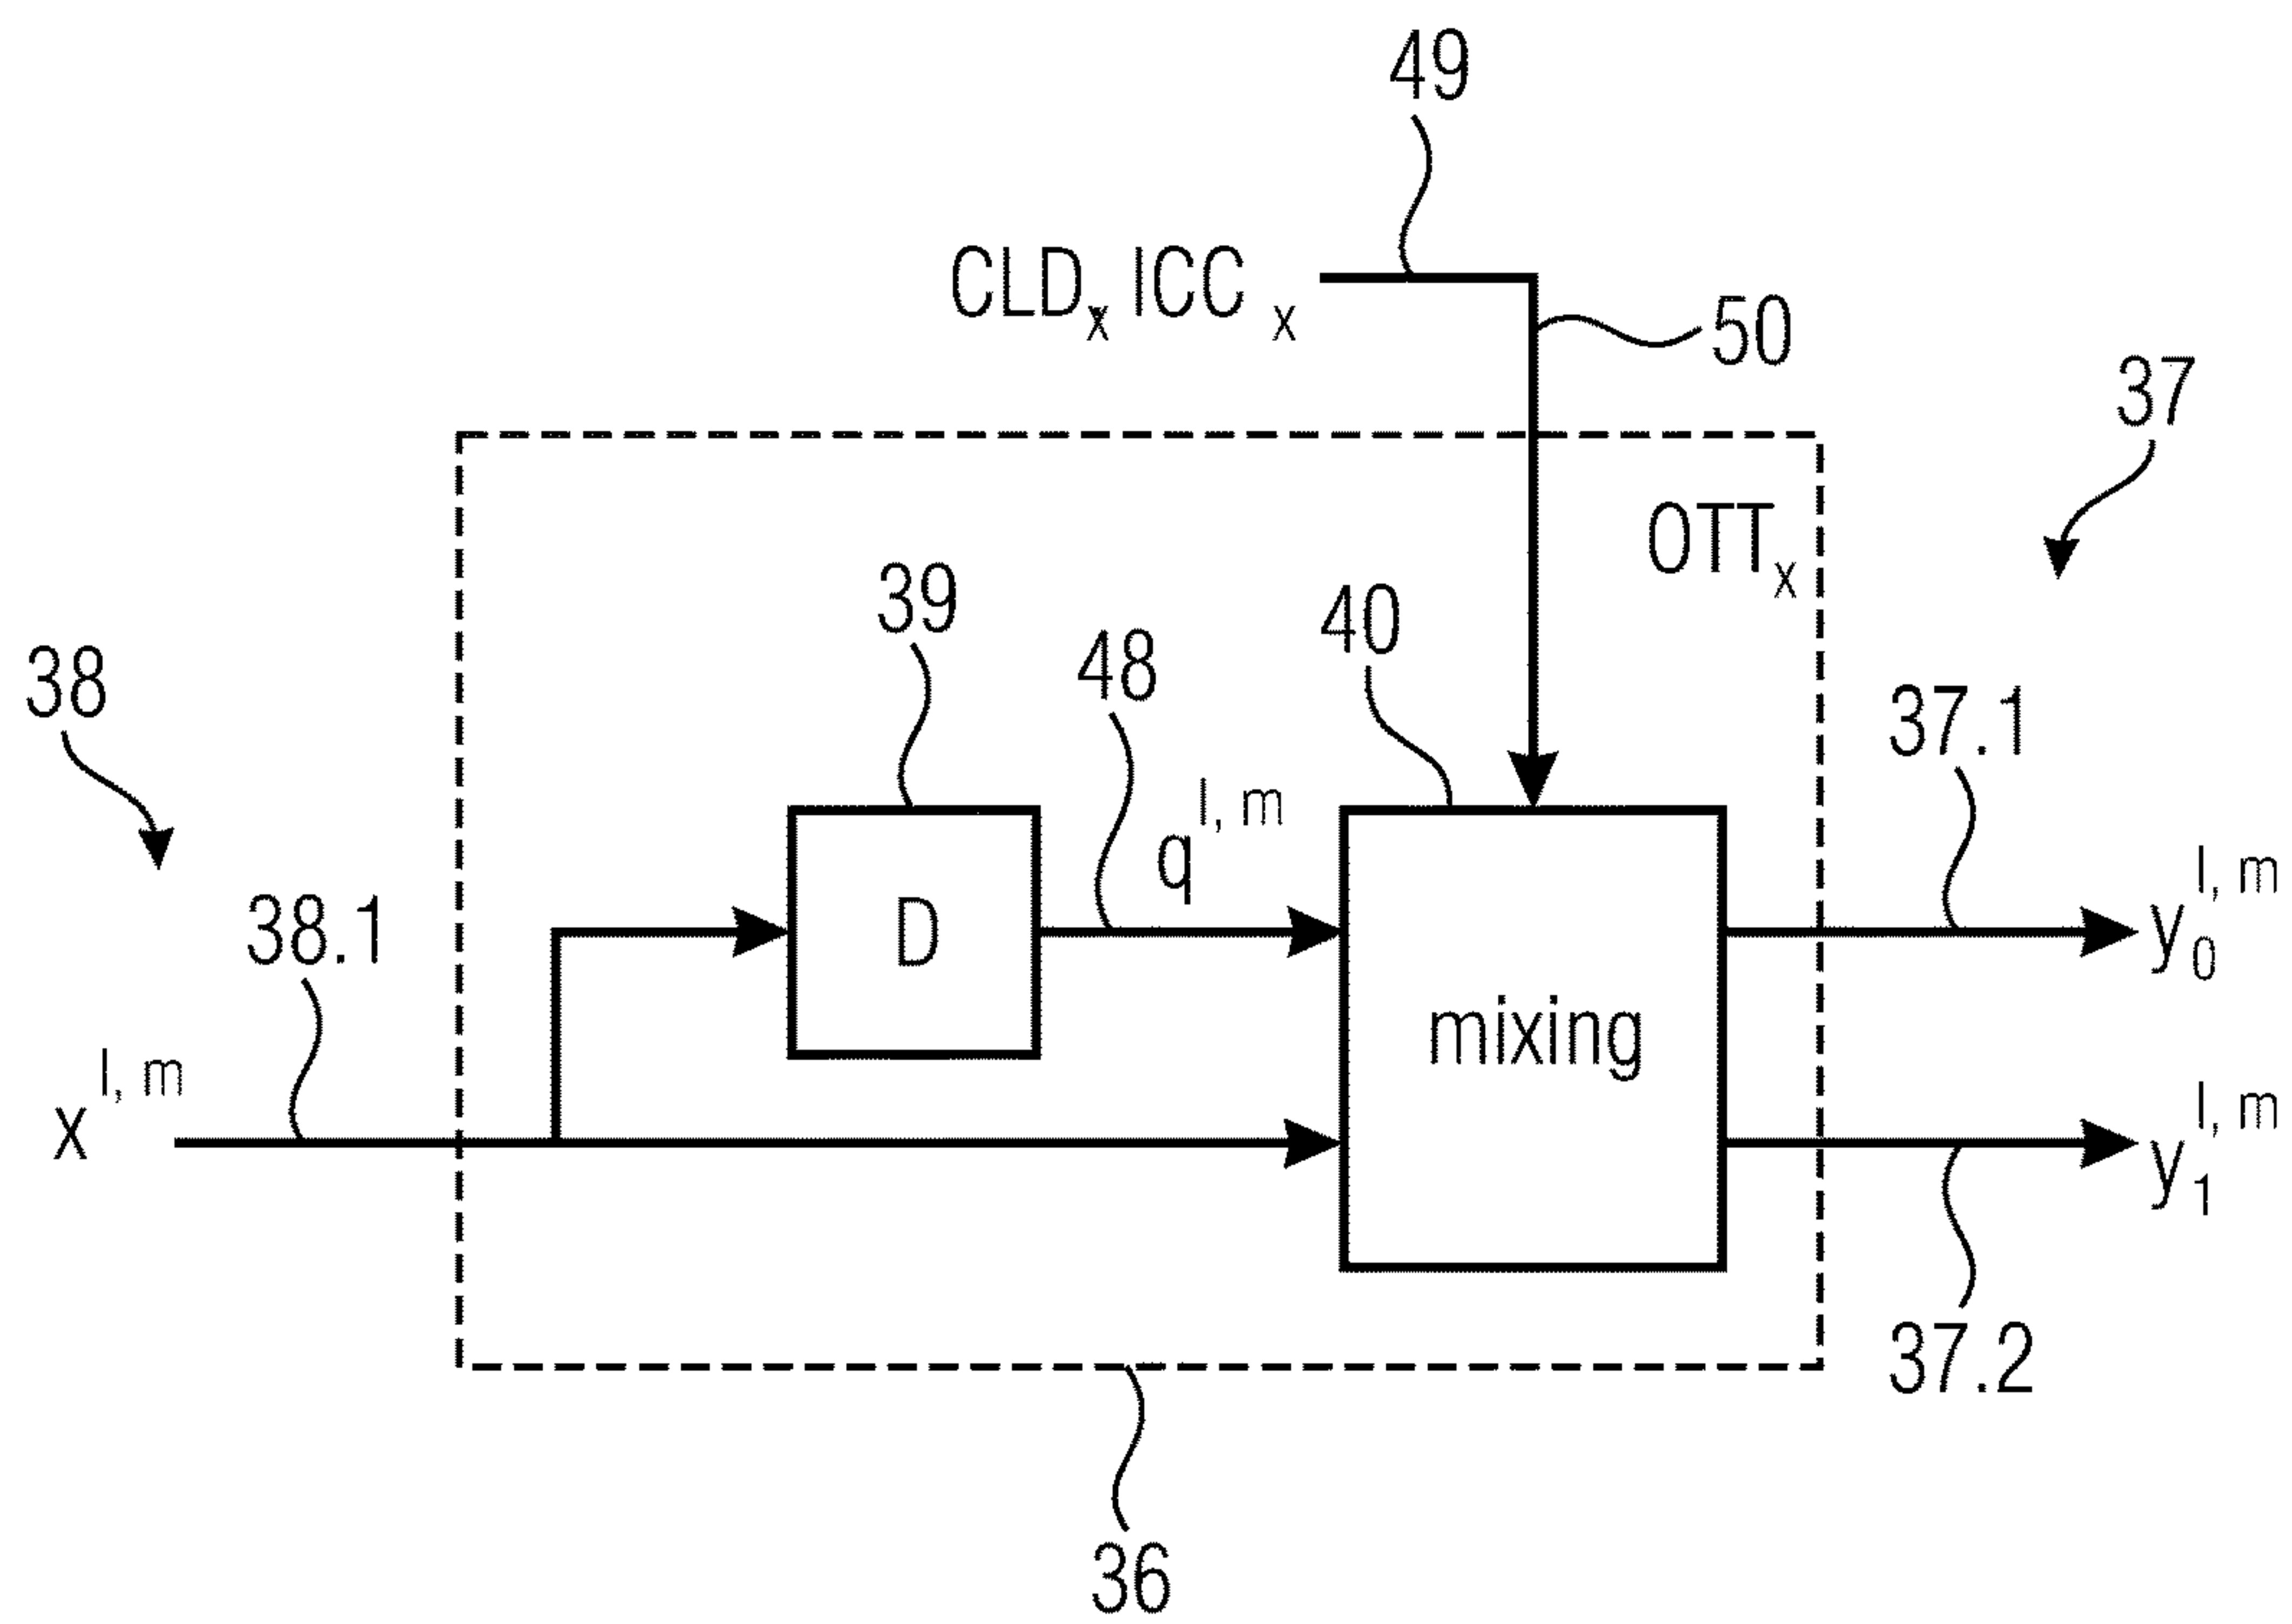 49
CLDx ICC x
50
37
OTTx
39
40
48
38
37.1
q l, m
38.1
D
y0 l, m
mixing
x l, m
y1 l, m
37.2
36